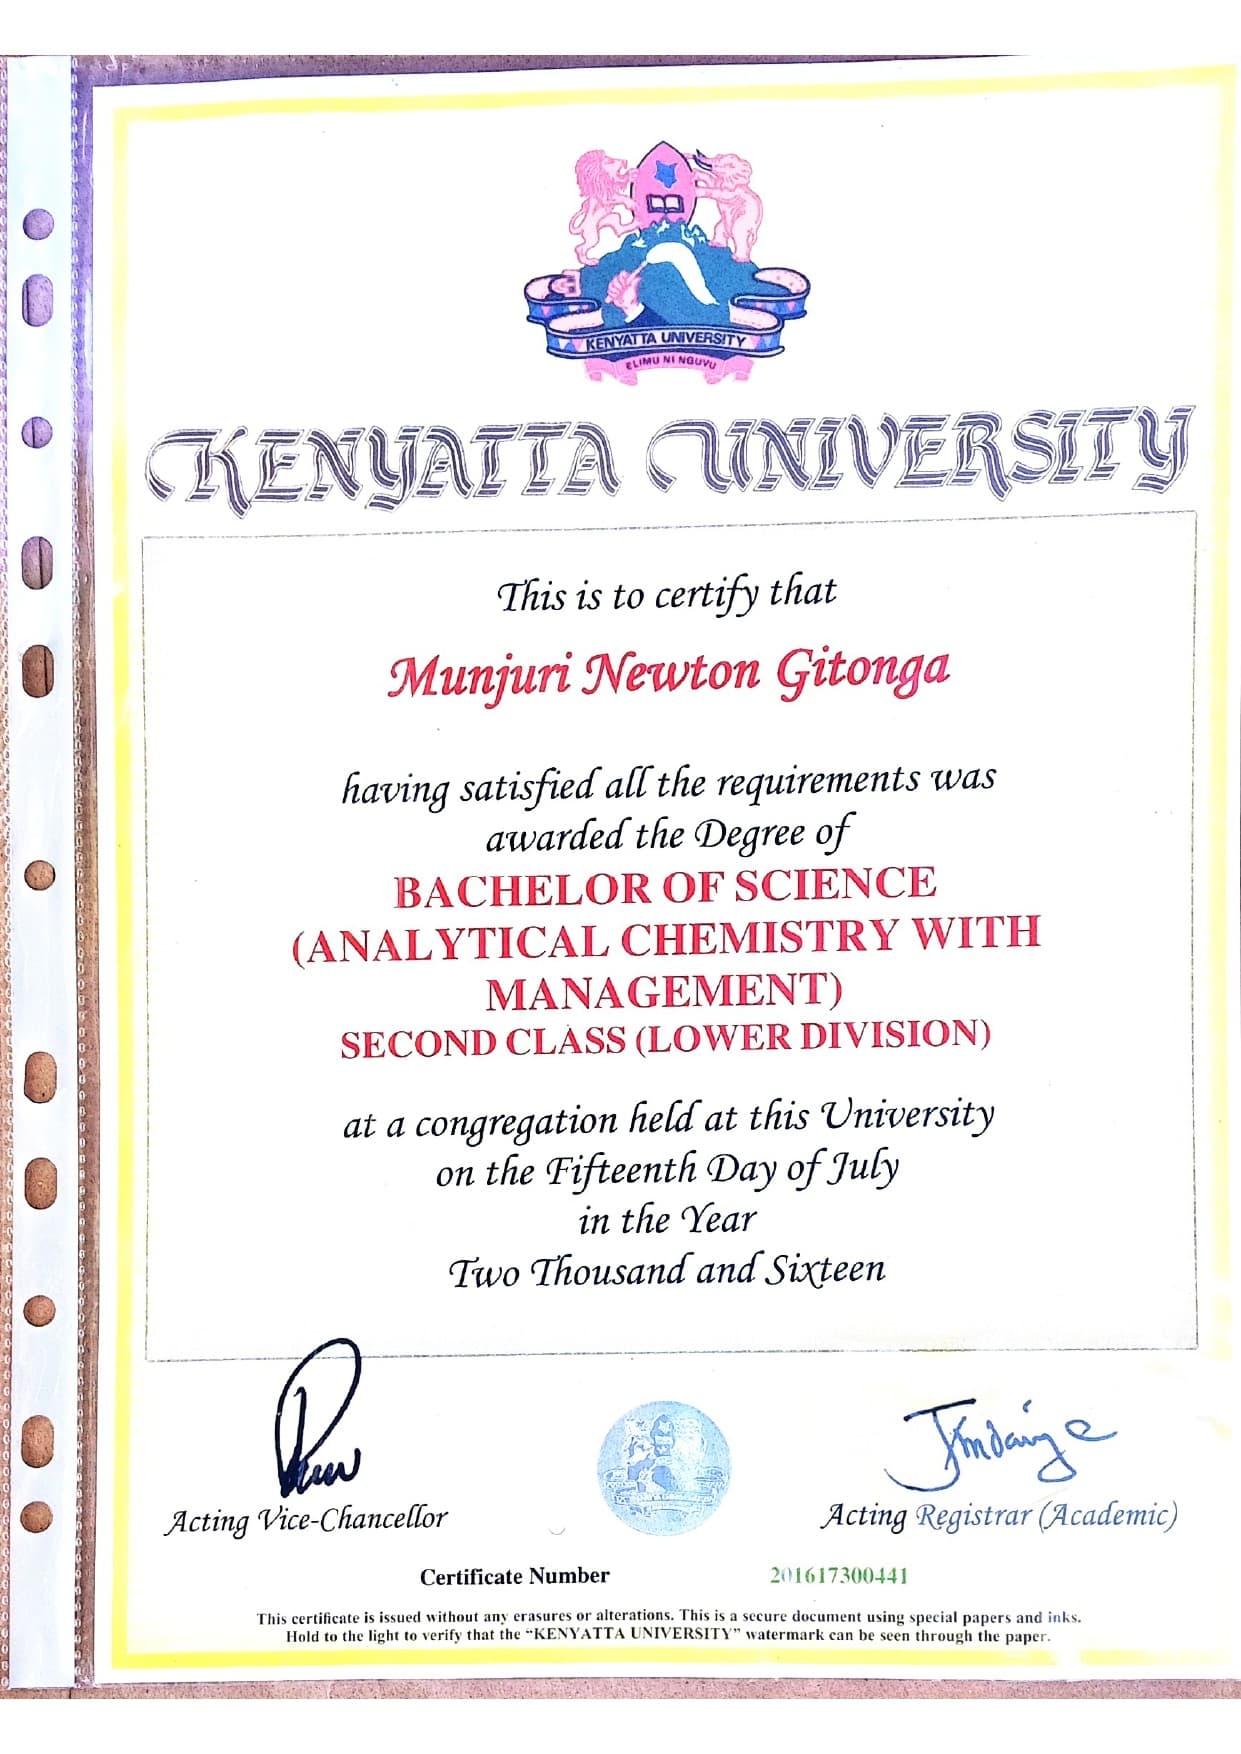 KENYATTA UNIVERSITY
ELIMU NI NGUVU
KENYATTA UNIVERSITY
This is to certify that
Munjuri Newton Gitonga
having satisfied all the requirements was
awarded the Degree of
BACHELOR OF SCIENCE
(ANALYTICAL CHEMISTRY WITH
MANAGEMENT)
SECOND CLASS (LOWER DIVISION)
at a congregation held at this University
on the Fifteenth Day of July
in the Year
Two Thousand and Sixteen
Acting Vice-Chancellor
Acting Registrar (Academic)
Certificate Number 201617300441
This certificate is issued without any erasures or alterations. This is a secure document using special papers and inks.
Hold to the light to verify that the “KENYATTA UNIVERSITY” watermark can be seen through the paper.